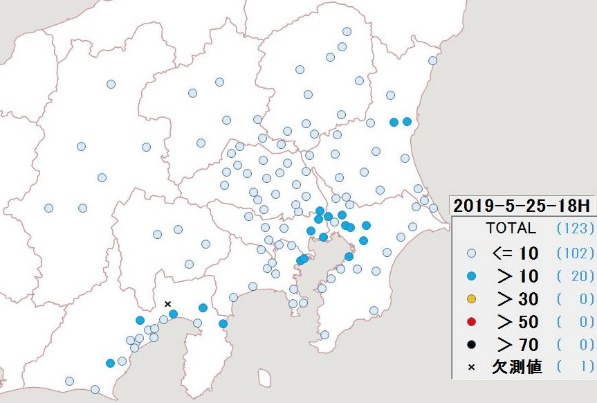 2019-5-25-18H
TOTAL (123)
<= 10 (102)
> 10 (20)
> 30 (0)
> 50 (0)
> 70 (0)
× 欠測値 (1)